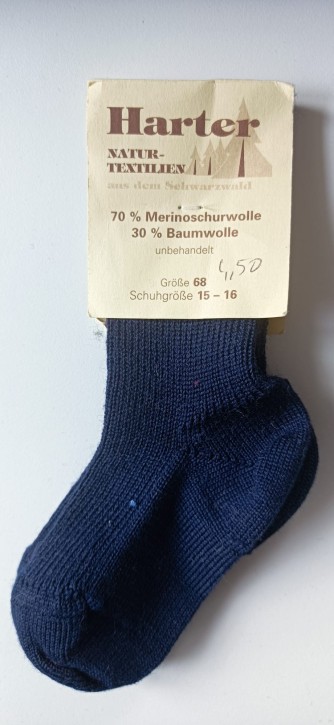 Harter
NATUR-
TEXTILIEN
aus dem Schwarzwald
70 % Merinoschurwolle
30 % Baumwolle
unbehandelt
4,50
Größe 68
Schuhgröße 15 – 16